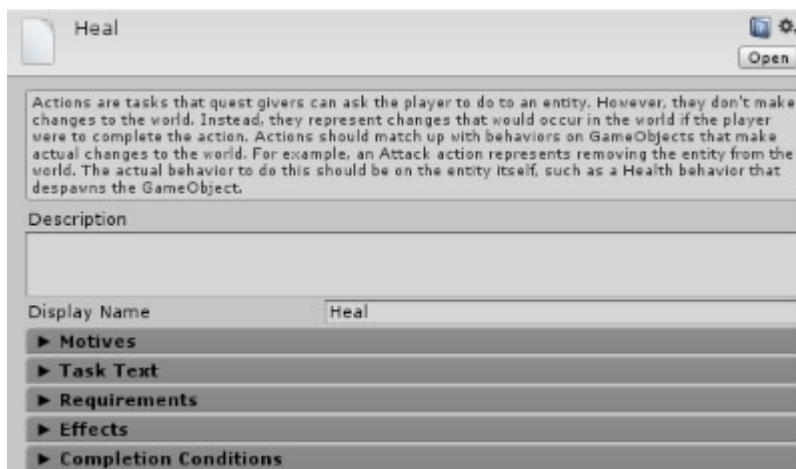 Heal
Open
Actions are tasks that quest givers can ask the player to do to an entity. However, they don't make
changes to the world. Instead, they represent changes that would occur in the world if the player
were to complete the action. Actions should match up with behaviors on GameObjects that make
actual changes to the world. For example, an Attack action represents removing the entity from the
world. The actual behavior to do this should be on the entity itself, such as a Health behavior that
despawns the GameObject.
Description
Display Name Heal
Motives
Task Text
Requirements
Effects
Completion Conditions